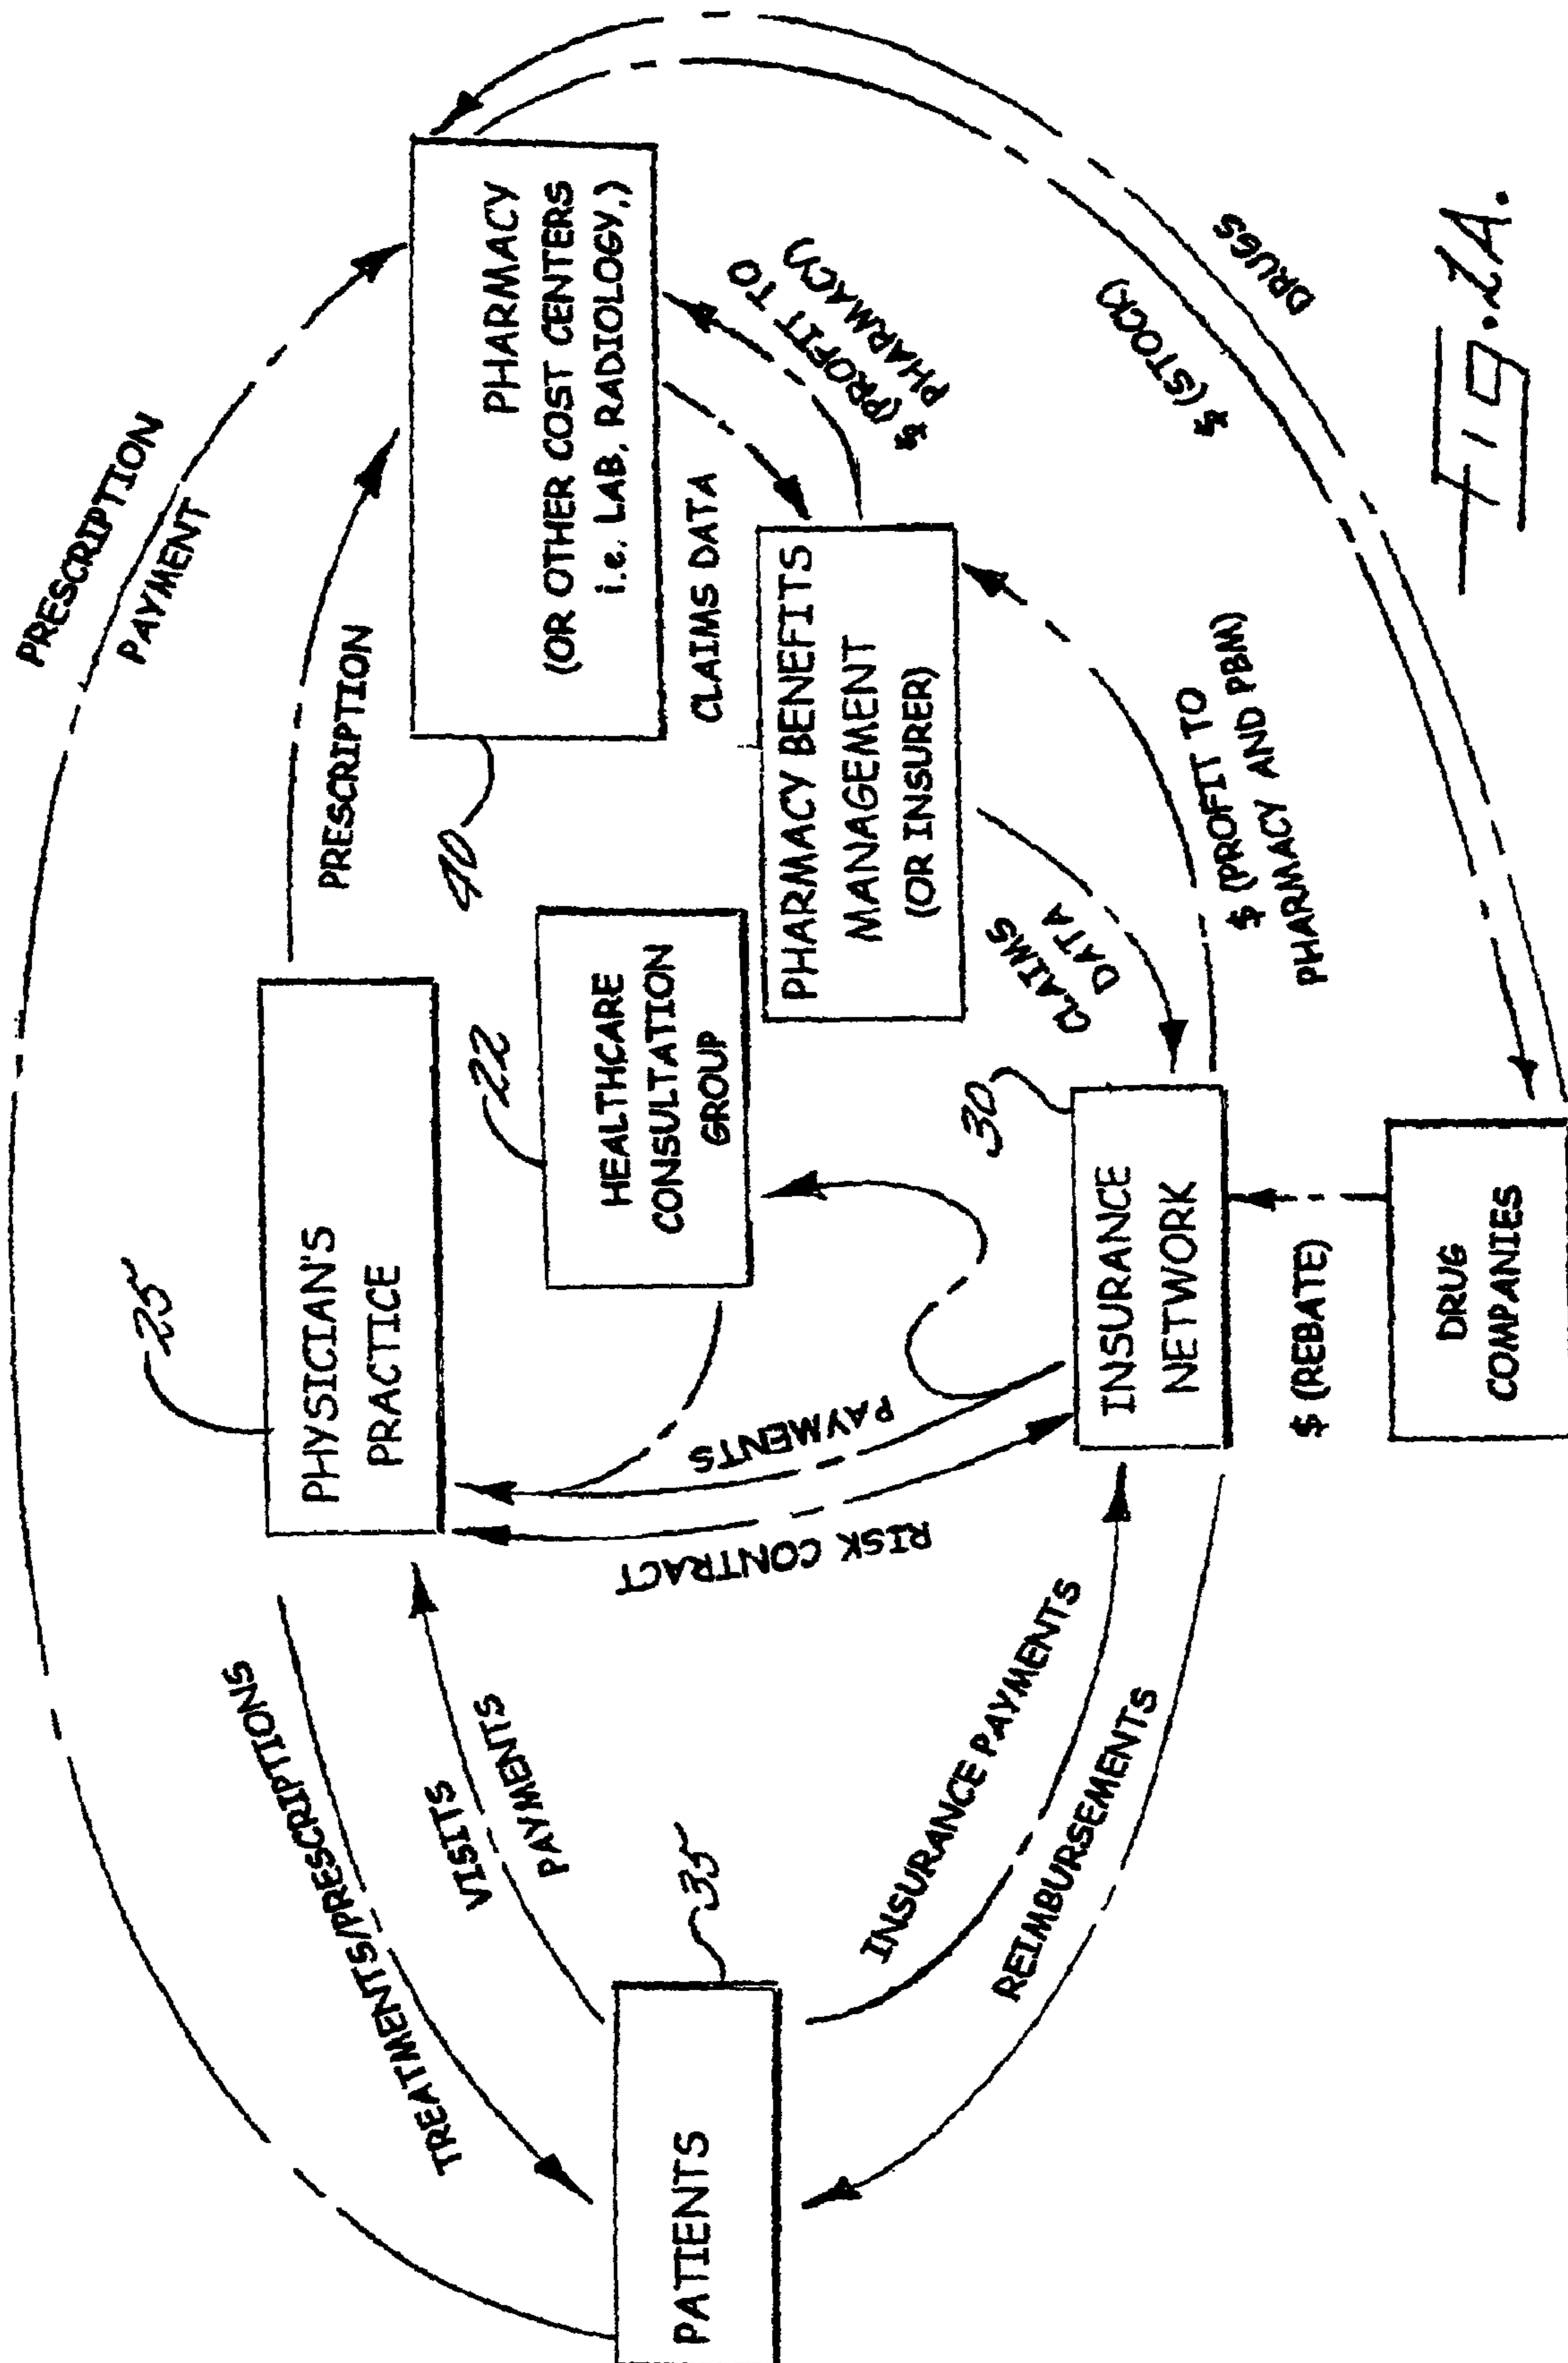 PRESCRIPTION
PAYMENT
PRESCRIPTION
25
PHYSICIAN'S
PRACTICE
PHARMACY
(OR OTHER COST CENTERS
i.e. LAB, RADIOLOGY,)
40
TREATMENTS/PRESCRIPTIONS
VISITS
PAYMENTS
22
HEALTHCARE
CONSULTATION
GROUP
CLAIMS DATA
$ (PROFIT TO
PHARMACY)
PHARMACY BENEFITS
MANAGEMENT
(OR INSURER)
PATIENTS
35
RISK CONTRACT
PAYMENTS
CLAIMS
DATA
30
INSURANCE
NETWORK
INSURANCE PAYMENTS
REIMBURSEMENTS
$ (PROFIT TO
PHARMACY AND PBM)
$ (STOCK)
DRUGS
$ (REBATE)
DRUG
COMPANIES
Fig. 1A.